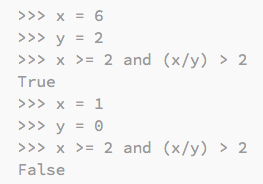 >>> x = 6
>>> y = 2
>>> x >= 2 and (x/y) > 2
True
>>> x = 1
>>> y = 0
>>> x >= 2 and (x/y) > 2
False